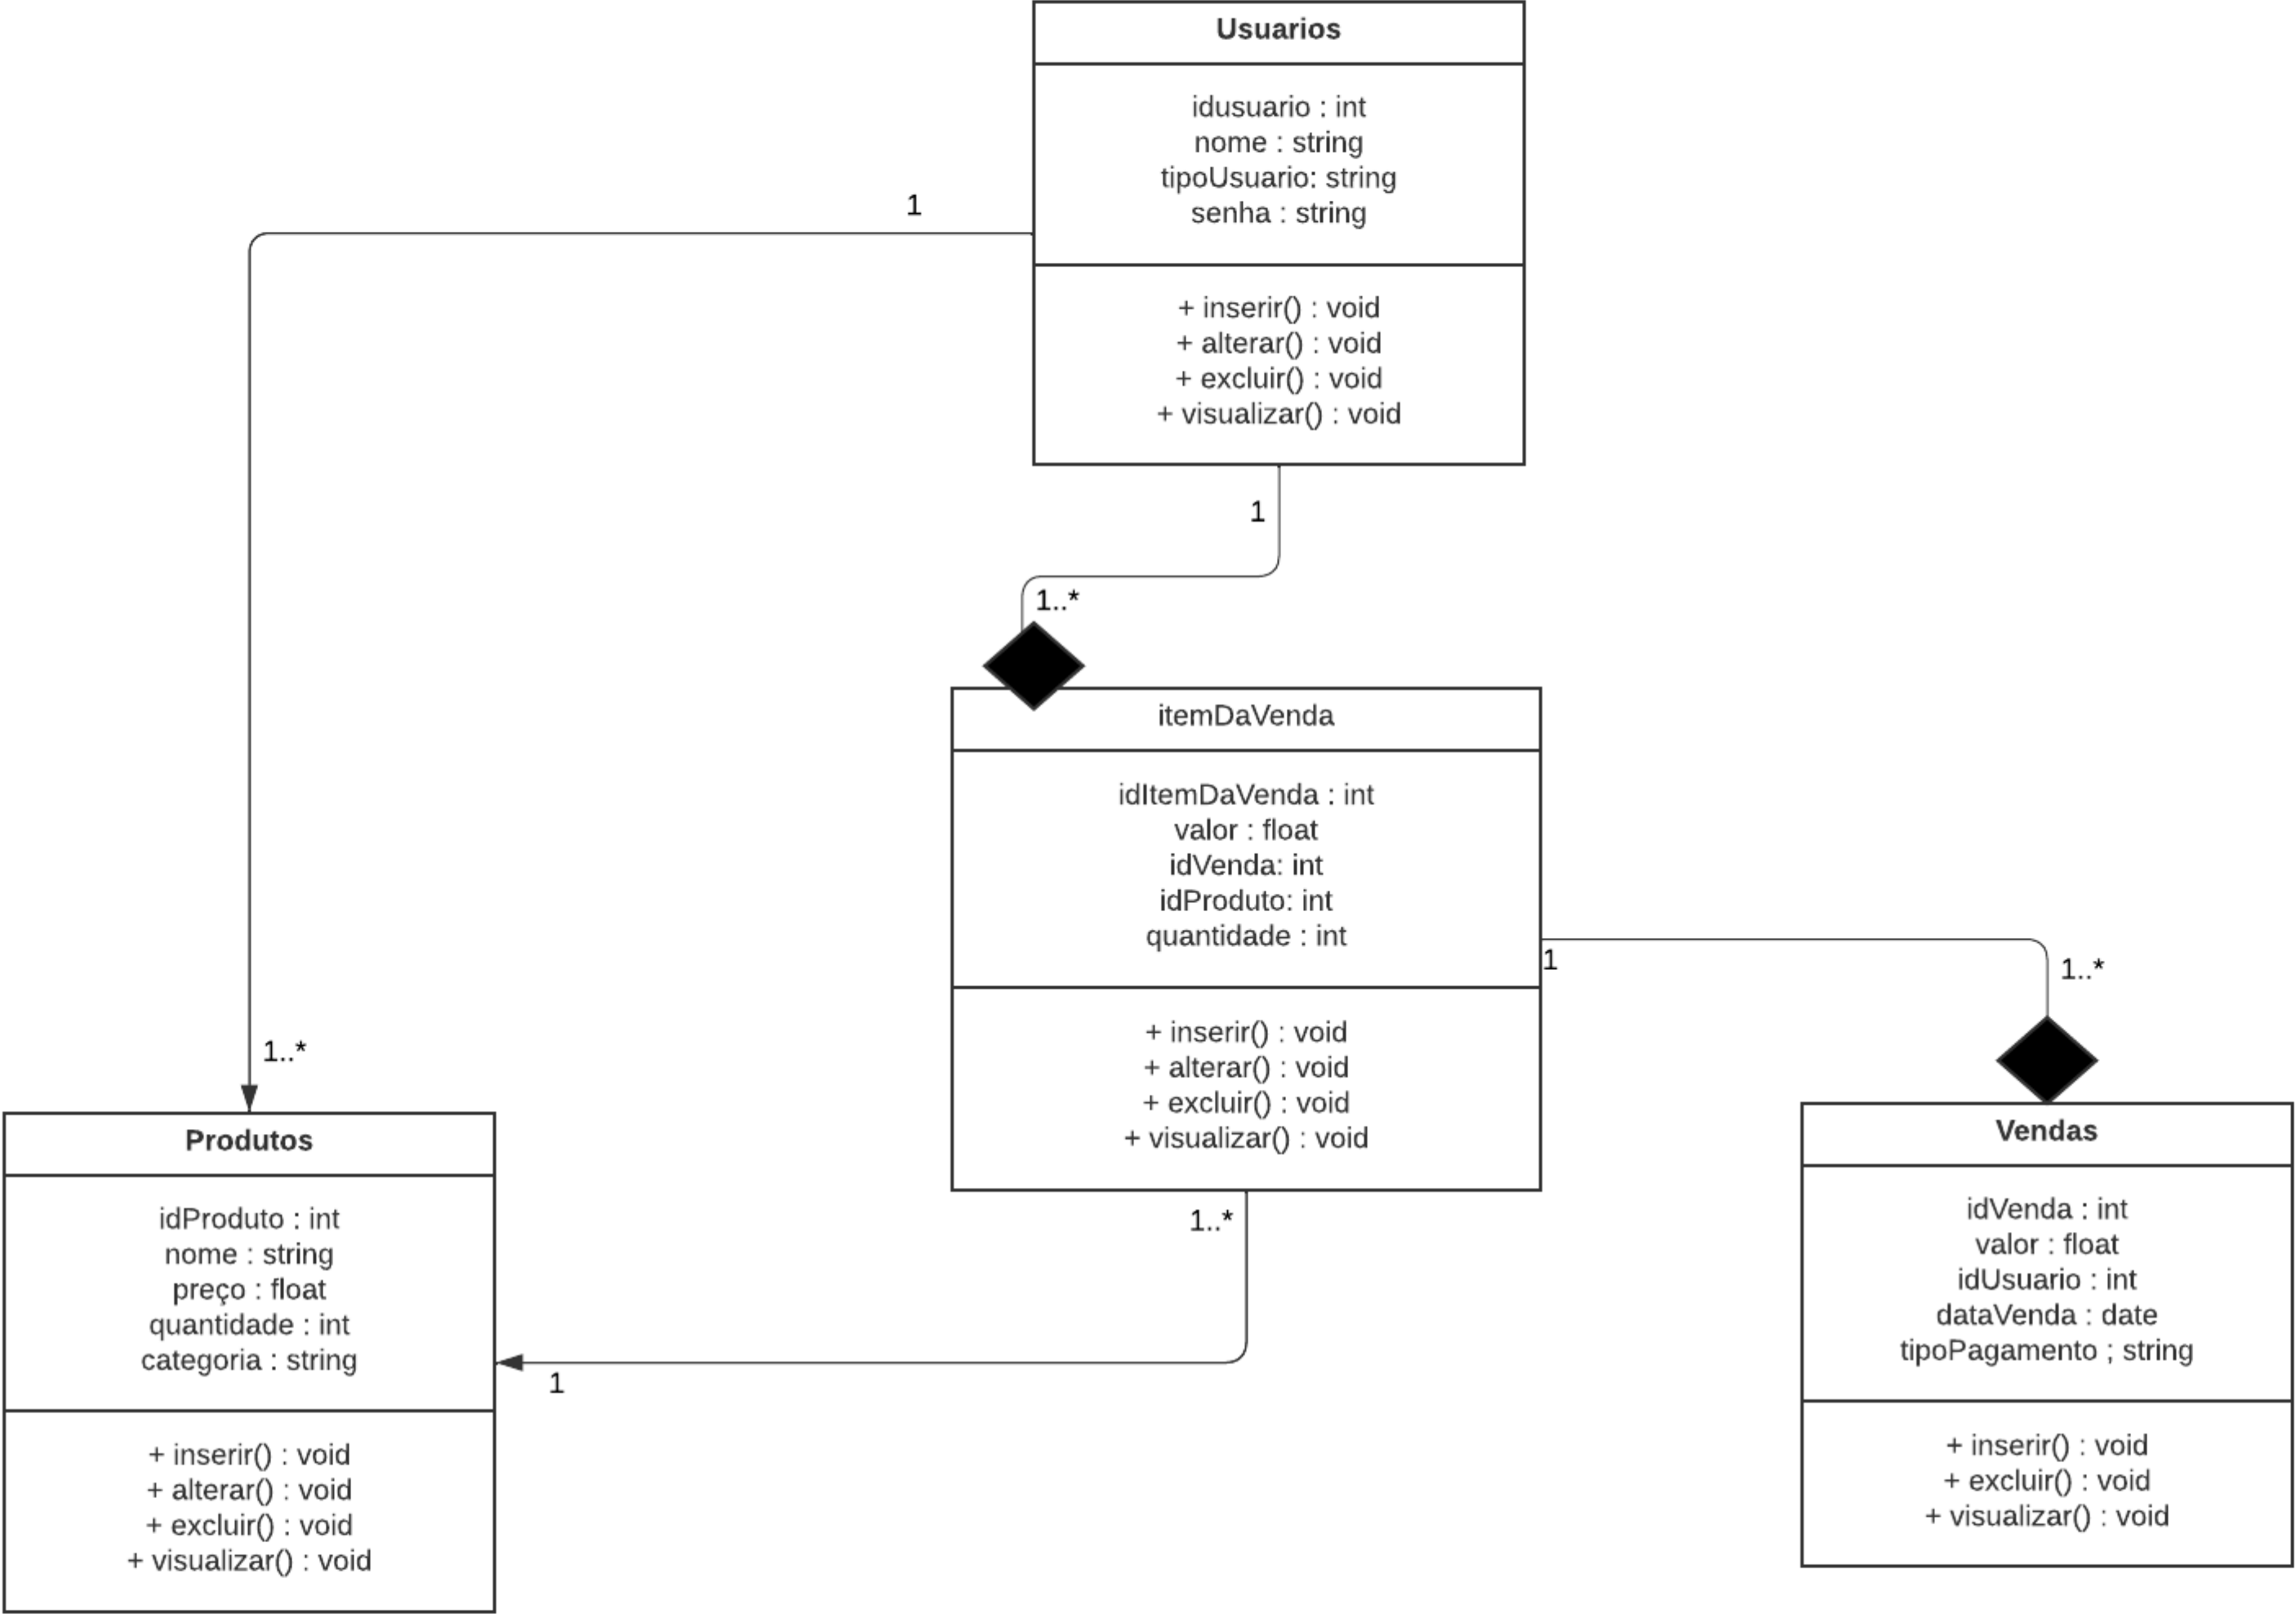 Usuarios
idusuario : int
nome : string
tipoUsuario: string
senha : string
+ inserir() : void
+ alterar() : void
+ excluir() : void
+ visualizar() : void
1
1..*
1
1..*
itemDaVenda
idItemDaVenda : int
valor : float
idVenda: int
idProduto: int
quantidade : int
+ inserir() : void
+ alterar() : void
+ excluir() : void
+ visualizar() : void
1
1..*
1..*
1
Produtos
idProduto : int
nome : string
preço : float
quantidade : int
categoria : string
+ inserir() : void
+ alterar() : void
+ excluir() : void
+ visualizar() : void
Vendas
idVenda : int
valor : float
idUsuario : int
dataVenda : date
tipoPagamento ; string
+ inserir() : void
+ excluir() : void
+ visualizar() : void